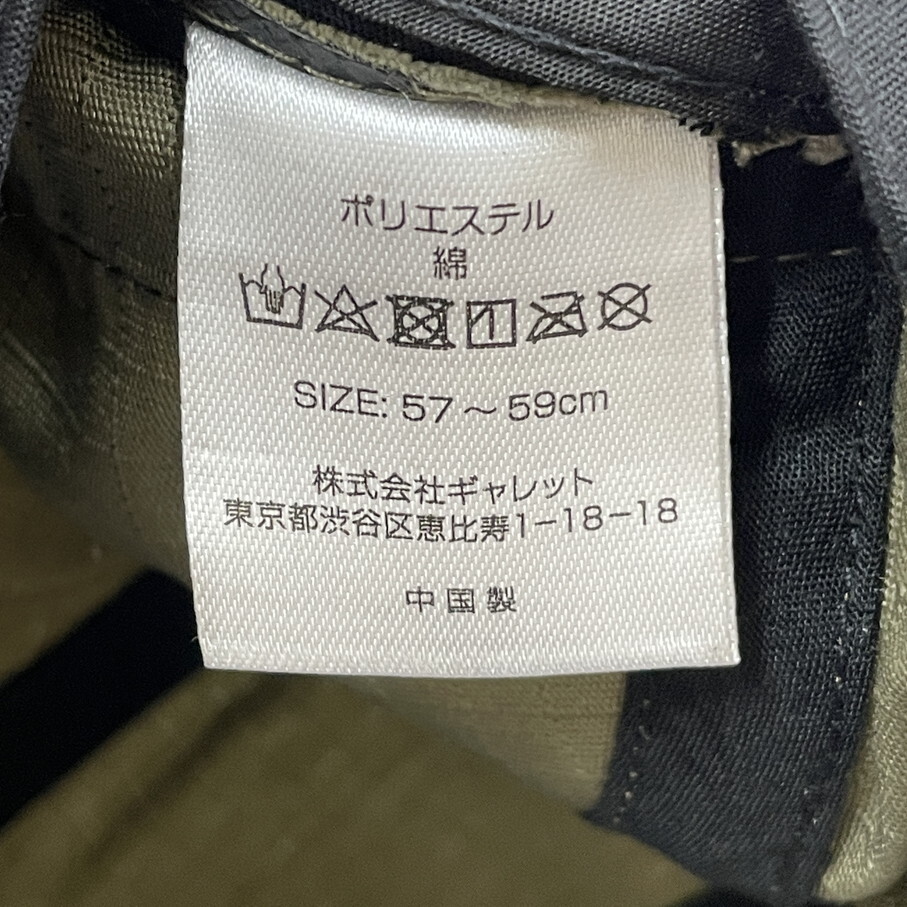 ポリエステル
綿
SIZE: 57～59cm
株式会社ギャレット
東京都渋谷区恵比寿1-18-18
中国製